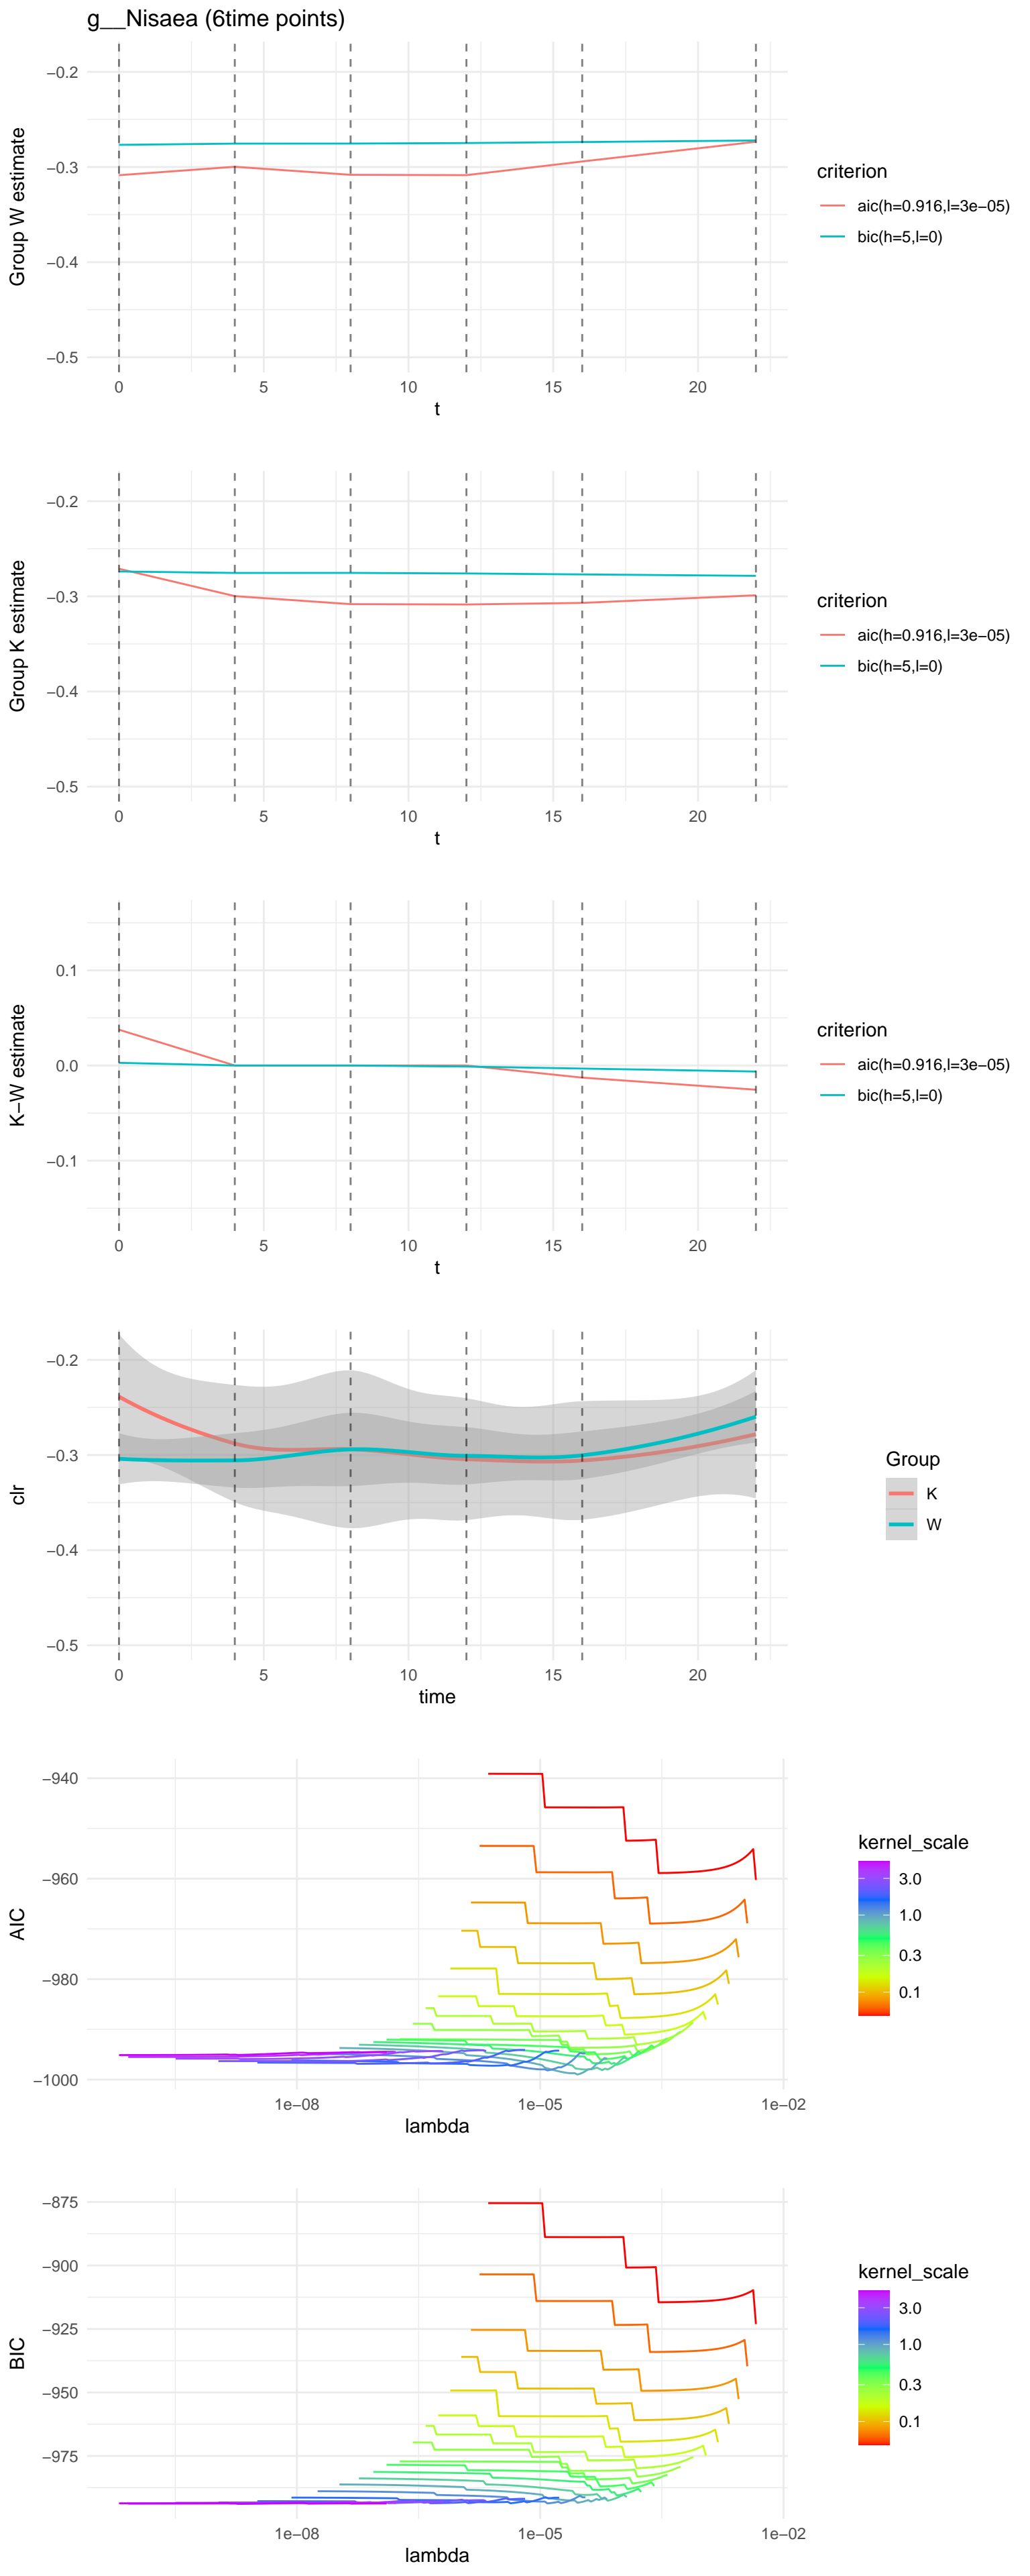 g__Nisaea (6time points)
Group W estimate
−0.2
−0.3
−0.4
−0.5
0 5 10 15 20
t
criterion
aic(h=0.916,l=3e−05)
bic(h=5,l=0)
Group K estimate
−0.2
−0.3
−0.4
−0.5
0 5 10 15 20
t
criterion
aic(h=0.916,l=3e−05)
bic(h=5,l=0)
K−W estimate
0.1
0.0
−0.1
0 5 10 15 20
t
criterion
aic(h=0.916,l=3e−05)
bic(h=5,l=0)
clr
−0.2
−0.3
−0.4
−0.5
0 5 10 15 20
time
Group
K
W
AIC
−940
−960
−980
−1000
1e−08 1e−05 1e−02
lambda
kernel_scale
3.0
1.0
0.3
0.1
BIC
−875
−900
−925
−950
−975
1e−08 1e−05 1e−02
lambda
kernel_scale
3.0
1.0
0.3
0.1